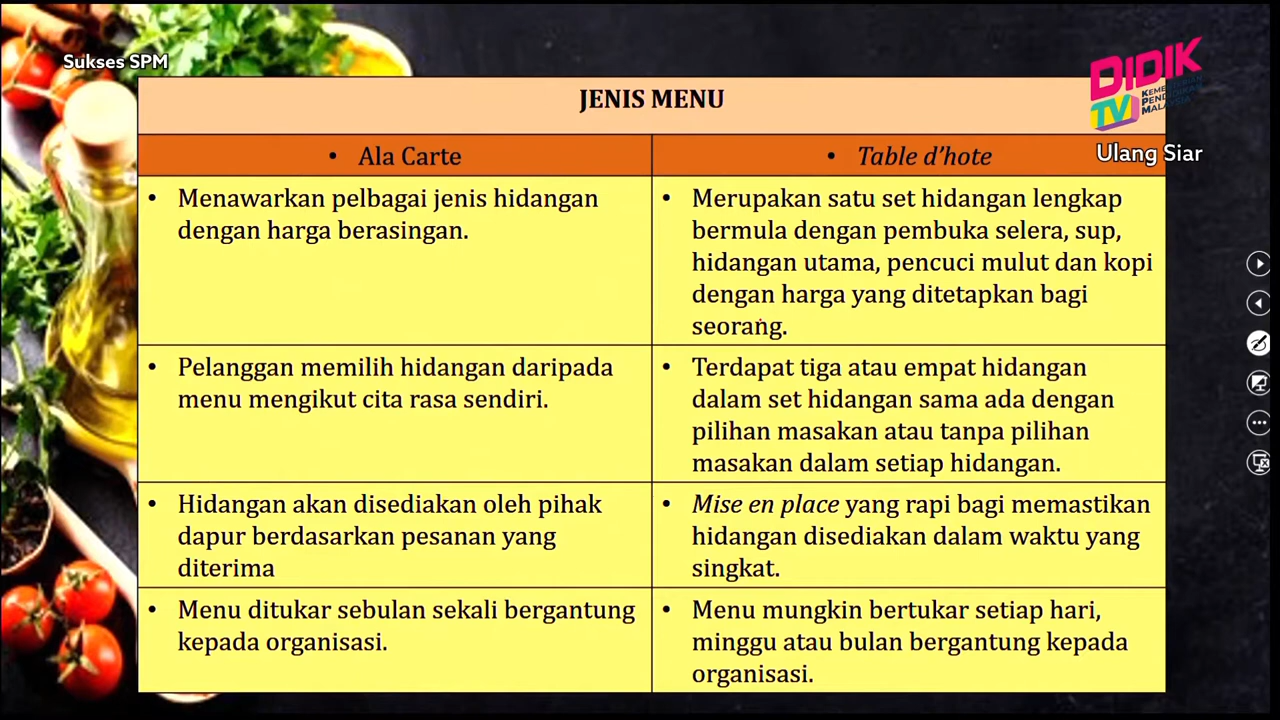 Sukses SPM
DIDIK
TV
KEMENTERIAN
PENDIDIKAN
MALAYSIA
Ulang Siar
JENIS MENU
• Ala Carte
• Table d’hote
• Menawarkan pelbagai jenis hidangan
dengan harga berasingan.
• Merupakan satu set hidangan lengkap
bermula dengan pembuka selera, sup,
hidangan utama, pencuci mulut dan kopi
dengan harga yang ditetapkan bagi
seorang.
• Pelanggan memilih hidangan daripada
menu mengikut cita rasa sendiri.
• Terdapat tiga atau empat hidangan
dalam set hidangan sama ada dengan
pilihan masakan atau tanpa pilihan
masakan dalam setiap hidangan.
• Hidangan akan disediakan oleh pihak
dapur berdasarkan pesanan yang
diterima
• Mise en place yang rapi bagi memastikan
hidangan disediakan dalam waktu yang
singkat.
• Menu ditukar sebulan sekali bergantung
kepada organisasi.
• Menu mungkin bertukar setiap hari,
minggu atau bulan bergantung kepada
organisasi.